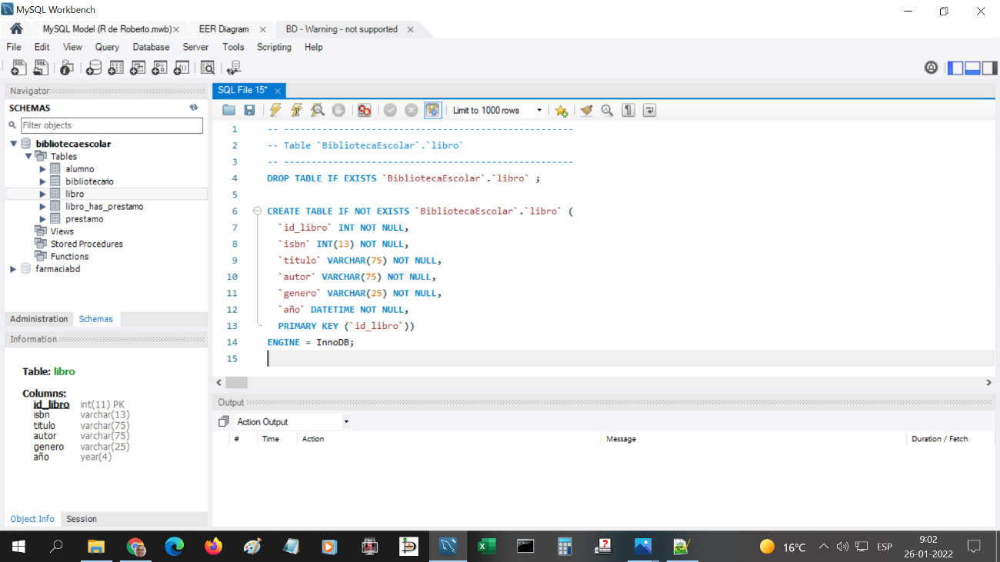 MySQL Workbench
MySQL Model (R de Roberto.mwb) EER Diagram BD - Warning - not supported
File Edit View Query Database Server Tools Scripting Help
Navigator
SCHEMAS
Filter objects
bibliotecaescolar
Tables
alumno
bibliotecario
libro
libro_has_prestamo
prestamo
Views
Stored Procedures
Functions
farmaciabd
Administration Schemas
Information
Table: libro
Columns:
id_libro int(11) PK
isbn varchar(13)
titulo varchar(75)
autor varchar(75)
genero varchar(25)
año year(4)
Object Info Session
SQL File 15*
Limit to 1000 rows
1 -- -----------------------------------------------------
2 -- Table `BibliotecaEscolar`.`libro`
3 -- -----------------------------------------------------
4 DROP TABLE IF EXISTS `BibliotecaEscolar`.`libro` ;
5
6 CREATE TABLE IF NOT EXISTS `BibliotecaEscolar`.`libro` (
7 `id_libro` INT NOT NULL,
8 `isbn` INT(13) NOT NULL,
9 `titulo` VARCHAR(75) NOT NULL,
10 `autor` VARCHAR(75) NOT NULL,
11 `genero` VARCHAR(25) NOT NULL,
12 `año` DATETIME NOT NULL,
13 PRIMARY KEY (`id_libro`))
14 ENGINE = InnoDB;
15
Output
Action Output
# Time Action Message Duration / Fetch
16°C ESP 9:02
26-01-2022